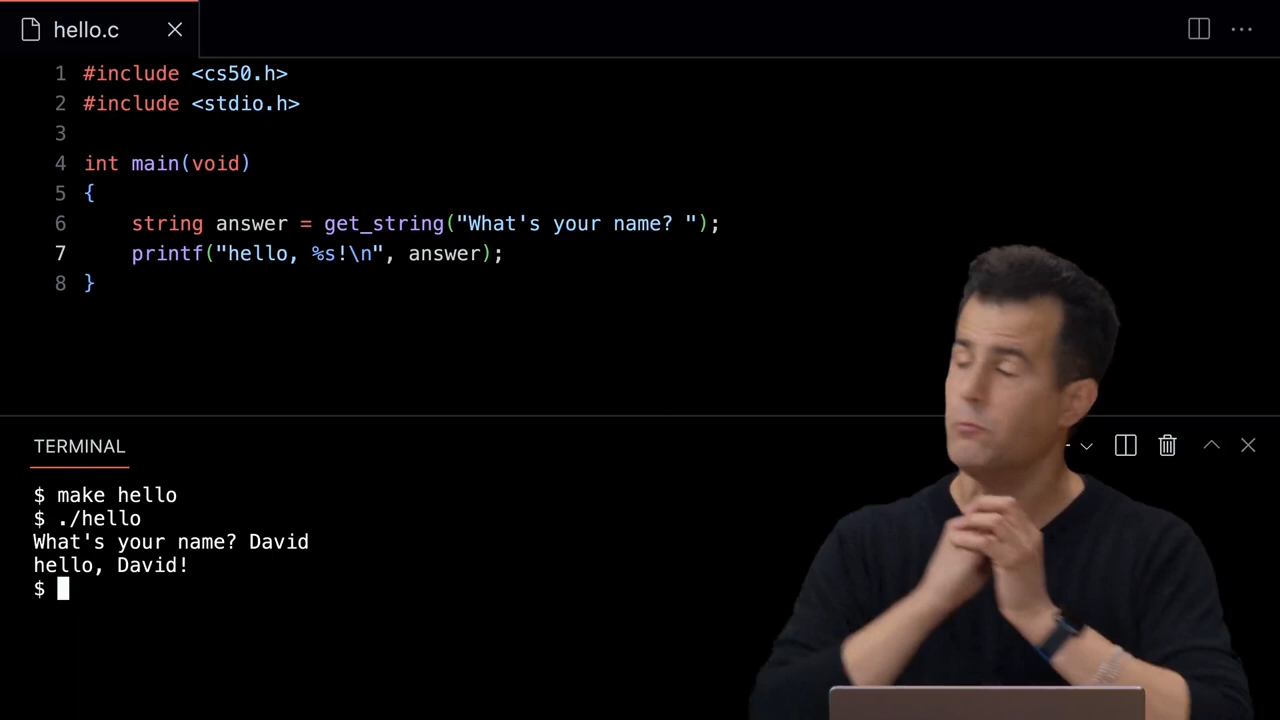 hello.c
1 #include <cs50.h>
2 #include <stdio.h>
3
4 int main(void)
5 {
6     string answer = get_string("What's your name? ");
7     printf("hello, %s!\n", answer);
8 }
TERMINAL
$ make hello
$ ./hello
What's your name? David
hello, David!
$